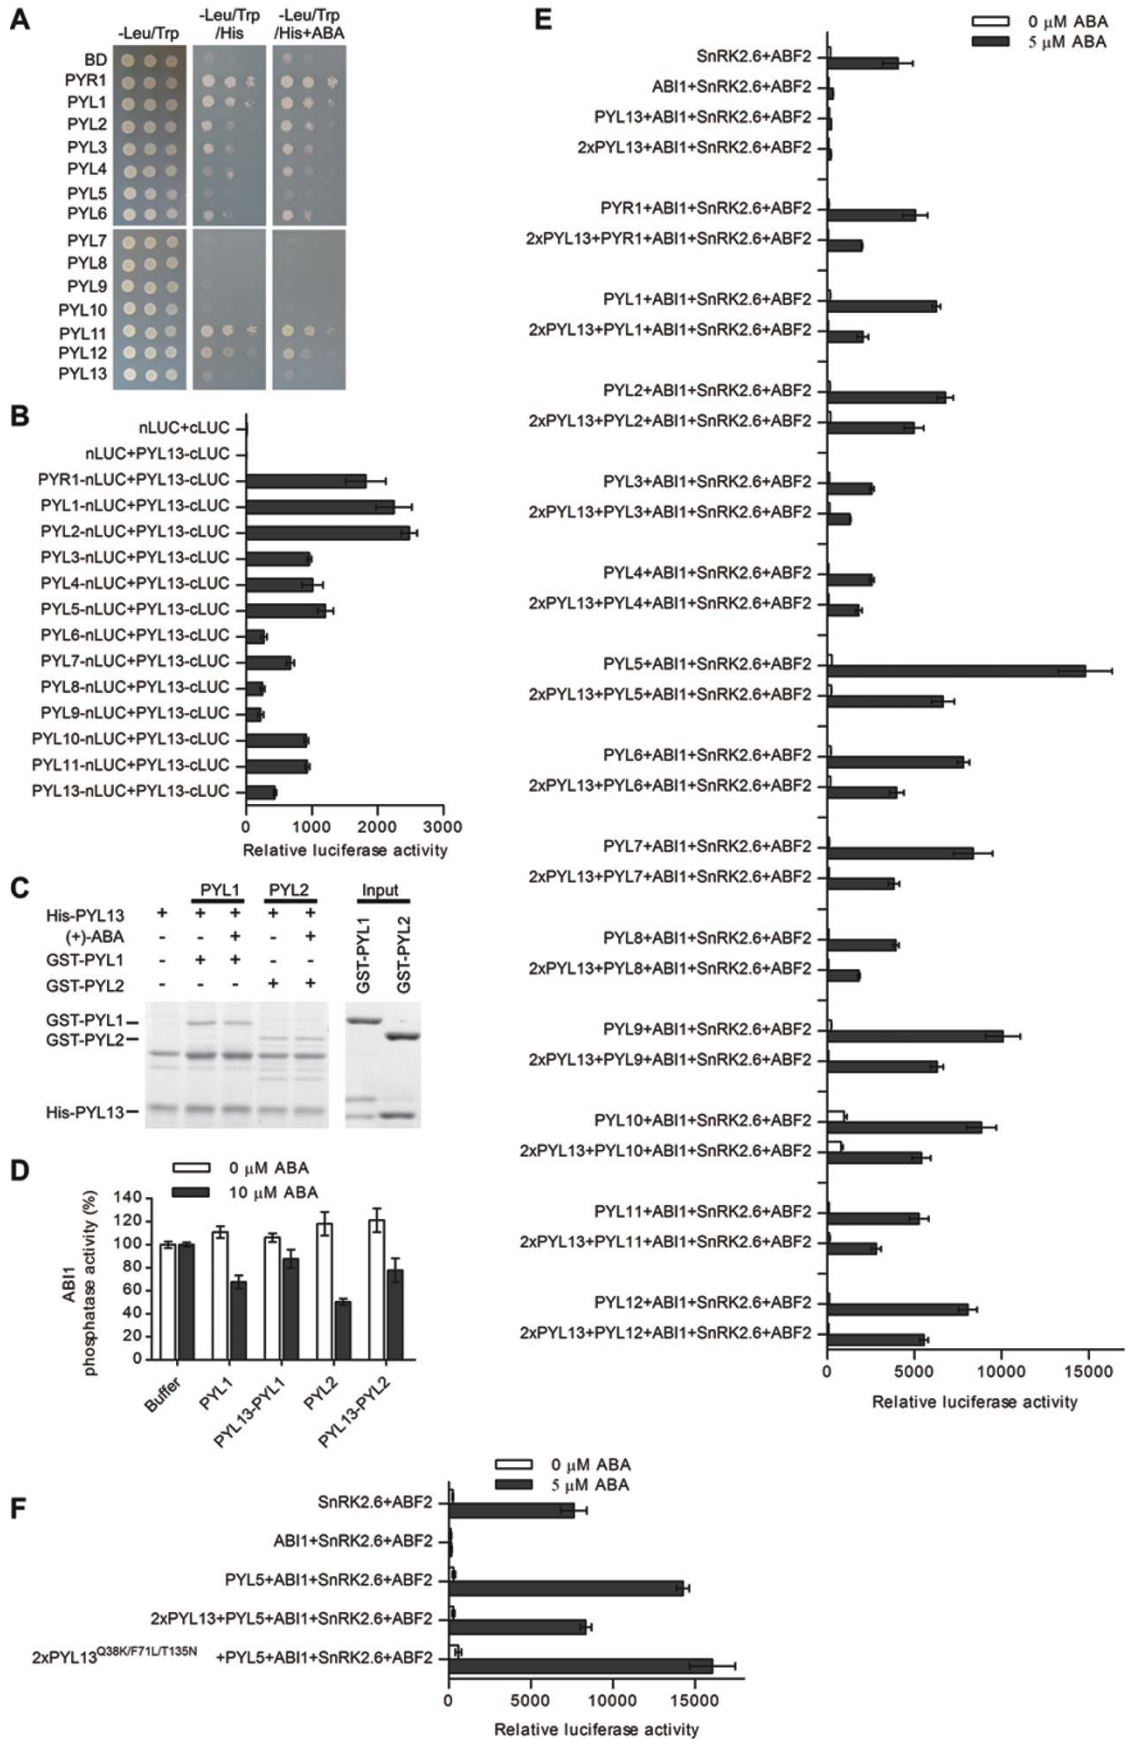 A
-Leu/Trp
-Leu/Trp
/His
-Leu/Trp
/His+ABA
BD
PYR1
PYL1
PYL2
PYL3
PYL4
PYL5
PYL6
PYL7
PYL8
PYL9
PYL10
PYL11
PYL12
PYL13
B
nLUC+cLUC
nLUC+PYL13-cLUC
PYR1-nLUC+PYL13-cLUC
PYL1-nLUC+PYL13-cLUC
PYL2-nLUC+PYL13-cLUC
PYL3-nLUC+PYL13-cLUC
PYL4-nLUC+PYL13-cLUC
PYL5-nLUC+PYL13-cLUC
PYL6-nLUC+PYL13-cLUC
PYL7-nLUC+PYL13-cLUC
PYL8-nLUC+PYL13-cLUC
PYL9-nLUC+PYL13-cLUC
PYL10-nLUC+PYL13-cLUC
PYL11-nLUC+PYL13-cLUC
PYL13-nLUC+PYL13-cLUC
0 1000 2000 3000
Relative luciferase activity
C
PYL1 PYL2 Input
His-PYL13 + + + + +
(+)-ABA - - + - +
GST-PYL1 - + + - -
GST-PYL2 - - - + +
GST-PYL1
GST-PYL2
GST-PYL1
GST-PYL2
His-PYL13
D
0 μM ABA
10 μM ABA
ABI1
phosphatase activity (%)
140
120
100
80
60
40
20
0
Buffer
PYL1
PYL13-PYL1
PYL2
PYL13-PYL2
E
0 μM ABA
5 μM ABA
SnRK2.6+ABF2
ABI1+SnRK2.6+ABF2
PYL13+ABI1+SnRK2.6+ABF2
2xPYL13+ABI1+SnRK2.6+ABF2
PYR1+ABI1+SnRK2.6+ABF2
2xPYL13+PYR1+ABI1+SnRK2.6+ABF2
PYL1+ABI1+SnRK2.6+ABF2
2xPYL13+PYL1+ABI1+SnRK2.6+ABF2
PYL2+ABI1+SnRK2.6+ABF2
2xPYL13+PYL2+ABI1+SnRK2.6+ABF2
PYL3+ABI1+SnRK2.6+ABF2
2xPYL13+PYL3+ABI1+SnRK2.6+ABF2
PYL4+ABI1+SnRK2.6+ABF2
2xPYL13+PYL4+ABI1+SnRK2.6+ABF2
PYL5+ABI1+SnRK2.6+ABF2
2xPYL13+PYL5+ABI1+SnRK2.6+ABF2
PYL6+ABI1+SnRK2.6+ABF2
2xPYL13+PYL6+ABI1+SnRK2.6+ABF2
PYL7+ABI1+SnRK2.6+ABF2
2xPYL13+PYL7+ABI1+SnRK2.6+ABF2
PYL8+ABI1+SnRK2.6+ABF2
2xPYL13+PYL8+ABI1+SnRK2.6+ABF2
PYL9+ABI1+SnRK2.6+ABF2
2xPYL13+PYL9+ABI1+SnRK2.6+ABF2
PYL10+ABI1+SnRK2.6+ABF2
2xPYL13+PYL10+ABI1+SnRK2.6+ABF2
PYL11+ABI1+SnRK2.6+ABF2
2xPYL13+PYL11+ABI1+SnRK2.6+ABF2
PYL12+ABI1+SnRK2.6+ABF2
2xPYL13+PYL12+ABI1+SnRK2.6+ABF2
0 5000 10000 15000
Relative luciferase activity
F
0 μM ABA
5 μM ABA
SnRK2.6+ABF2
ABI1+SnRK2.6+ABF2
PYL5+ABI1+SnRK2.6+ABF2
2xPYL13+PYL5+ABI1+SnRK2.6+ABF2
2xPYL13Q38K/F71L/T135N +PYL5+ABI1+SnRK2.6+ABF2
0 5000 10000 15000
Relative luciferase activity